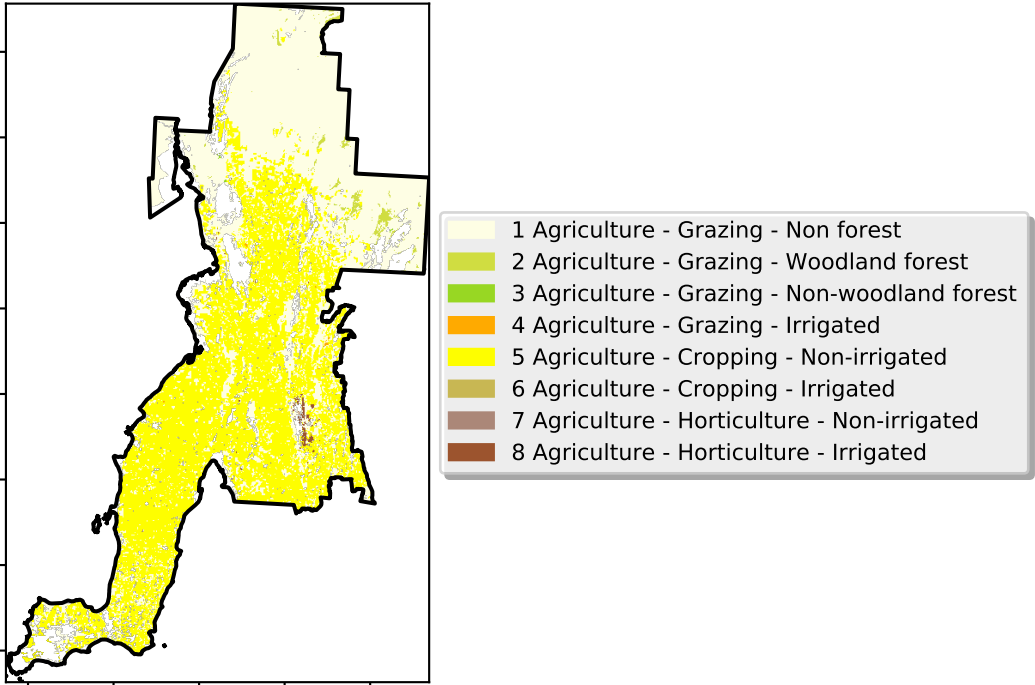 1 Agriculture - Grazing - Non forest
2 Agriculture - Grazing - Woodland forest
3 Agriculture - Grazing - Non-woodland forest
4 Agriculture - Grazing - Irrigated
5 Agriculture - Cropping - Non-irrigated
6 Agriculture - Cropping - Irrigated
7 Agriculture - Horticulture - Non-irrigated
8 Agriculture - Horticulture - Irrigated